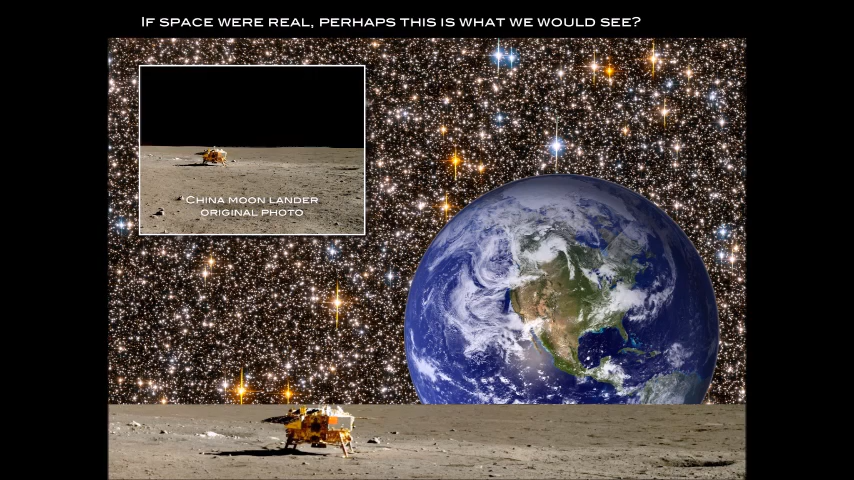 If space were real, perhaps this is what we would see?
*China moon lander
original photo